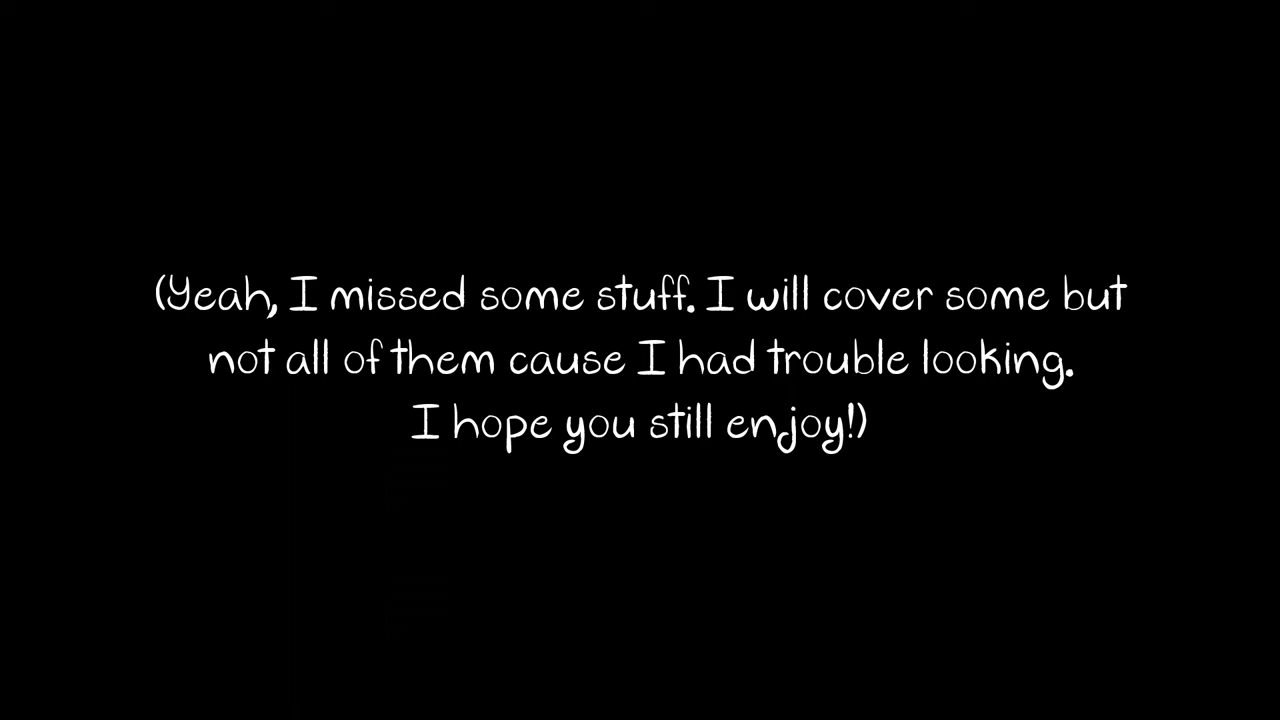 (Yeah, I missed some stuff. I will cover some but
not all of them cause I had trouble looking.
I hope you still enjoy!)